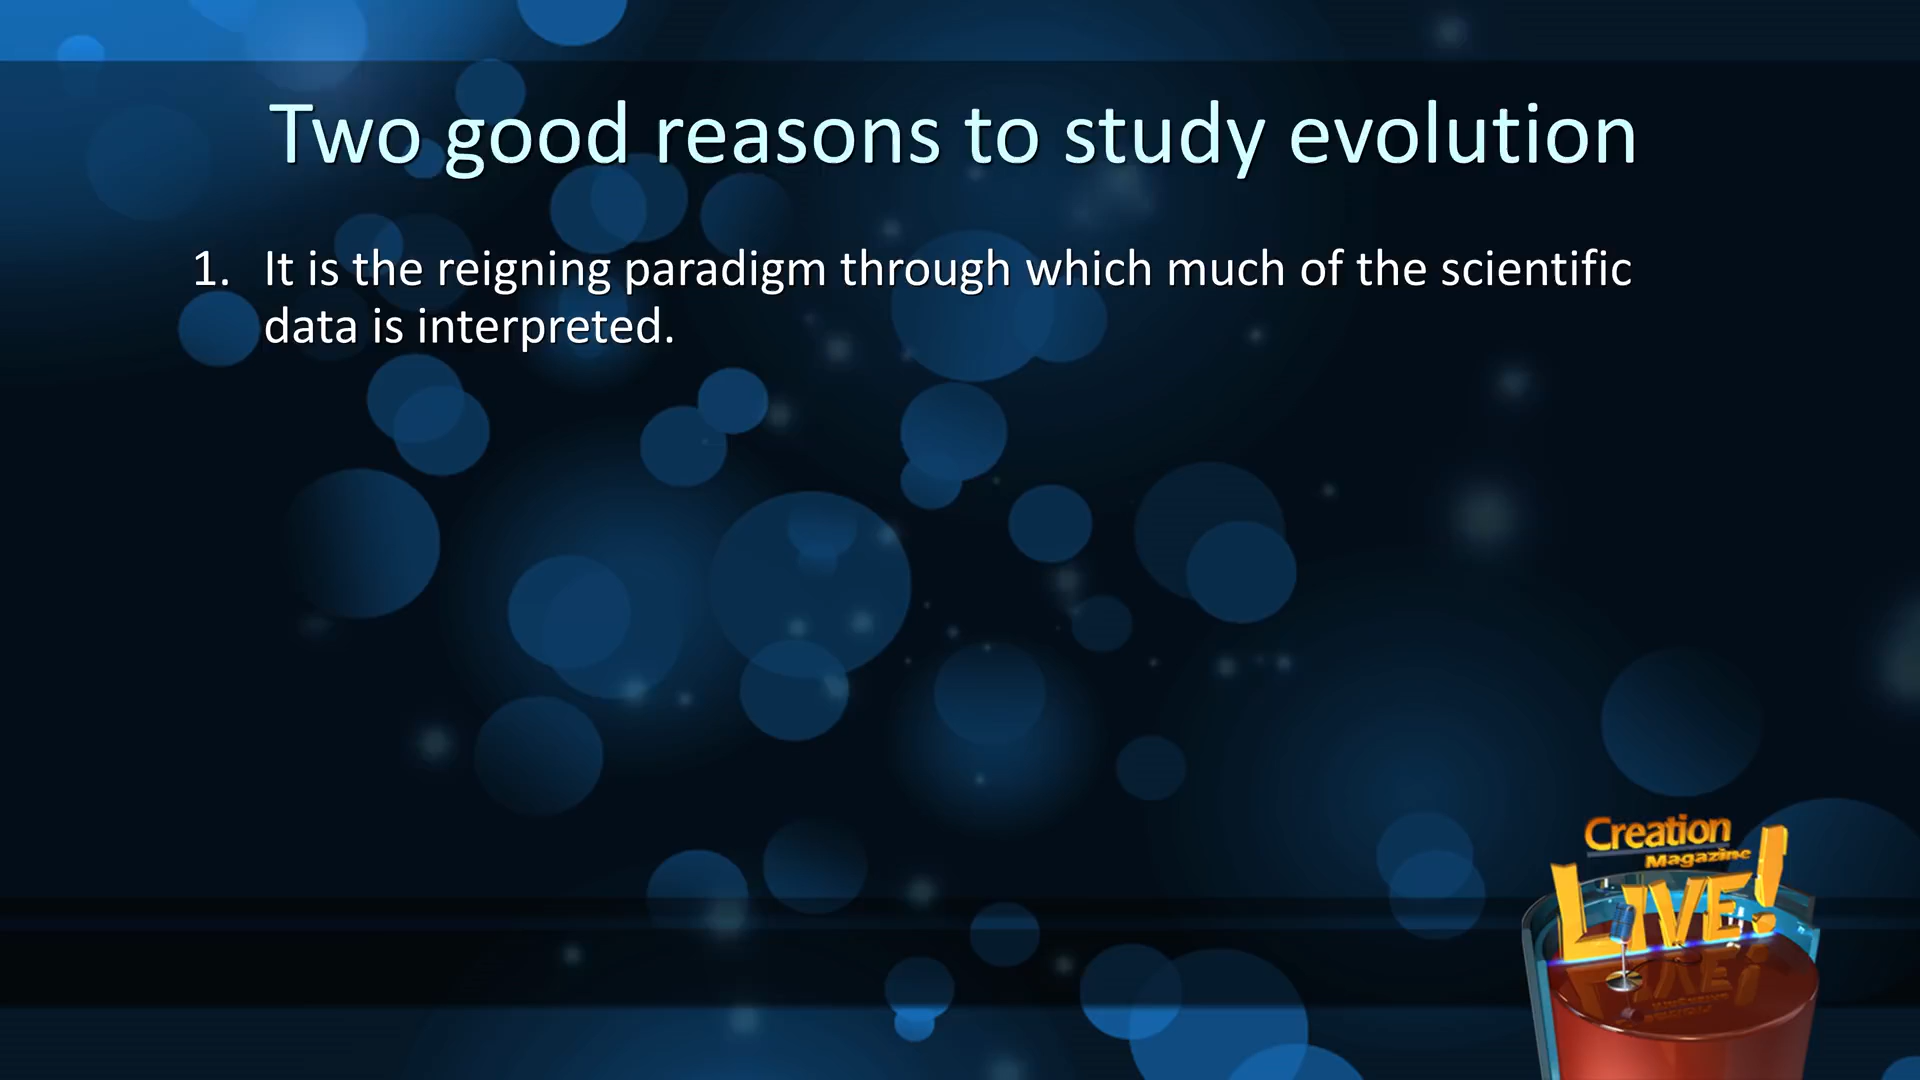 Two good reasons to study evolution
1. It is the reigning paradigm through which much of the scientific
data is interpreted.
Creation
Magazine
LIVE!